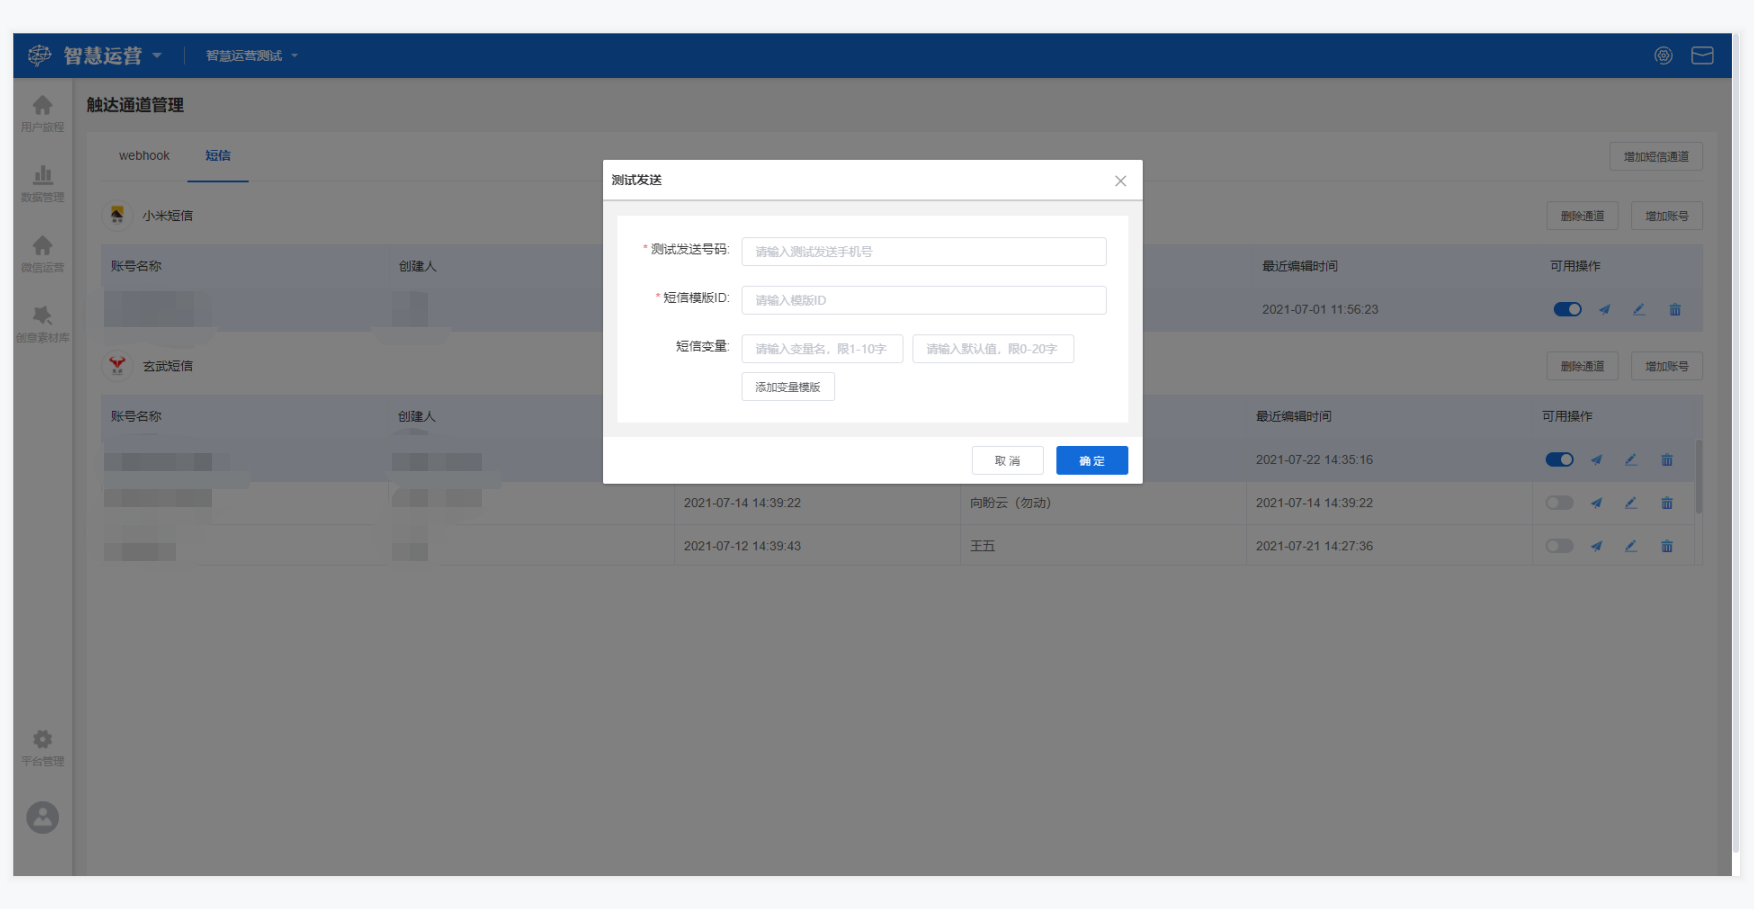 智慧运营
智慧运营测试
用户旅程
数据管理
微信运营
创意素材库
平台管理
触达通道管理
webhook 短信 增加短信通道
小米短信 删除通道 增加账号
账号名称 创建人 最近编辑时间 可用操作
2021-07-01 11:56:23
玄武短信 删除通道 增加账号
账号名称 创建人 最近编辑时间 可用操作
2021-07-22 14:35:16
2021-07-14 14:39:22 向盼云（勿动） 2021-07-14 14:39:22
2021-07-12 14:39:43 王五 2021-07-21 14:27:36
测试发送
* 测试发送号码: 请输入测试发送手机号
* 短信模版ID: 请输入模版ID
短信变量: 请输入变量名，限1-10字 请输入默认值，限0-20字
添加变量模版
取 消 确 定